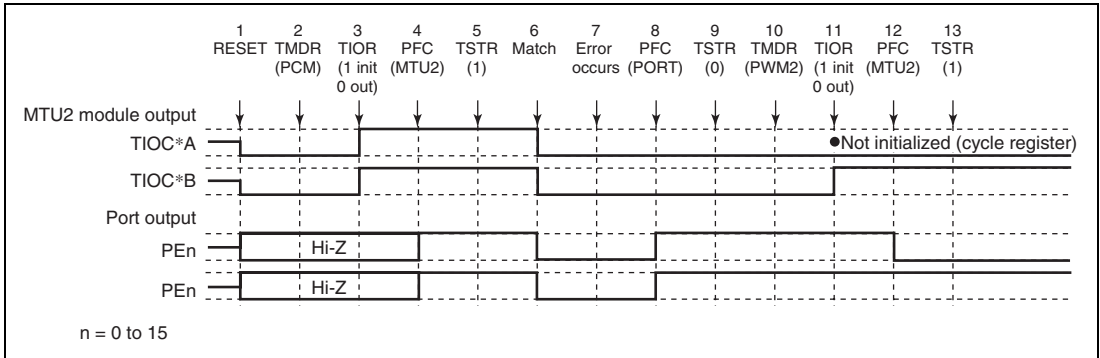 1 2 3 4 5 6 7 8 9 10 11 12 13
RESET TMDR TIOR PFC TSTR Match Error PFC TSTR TMDR TIOR PFC TSTR
(PCM) (1 init (MTU2) (1) occurs (PORT) (0) (PWM2) (1 init (MTU2) (1)
0 out) 0 out)
MTU2 module output
TIOC*A ●Not initialized (cycle register)
TIOC*B
Port output
PEn Hi-Z
PEn Hi-Z
n = 0 to 15